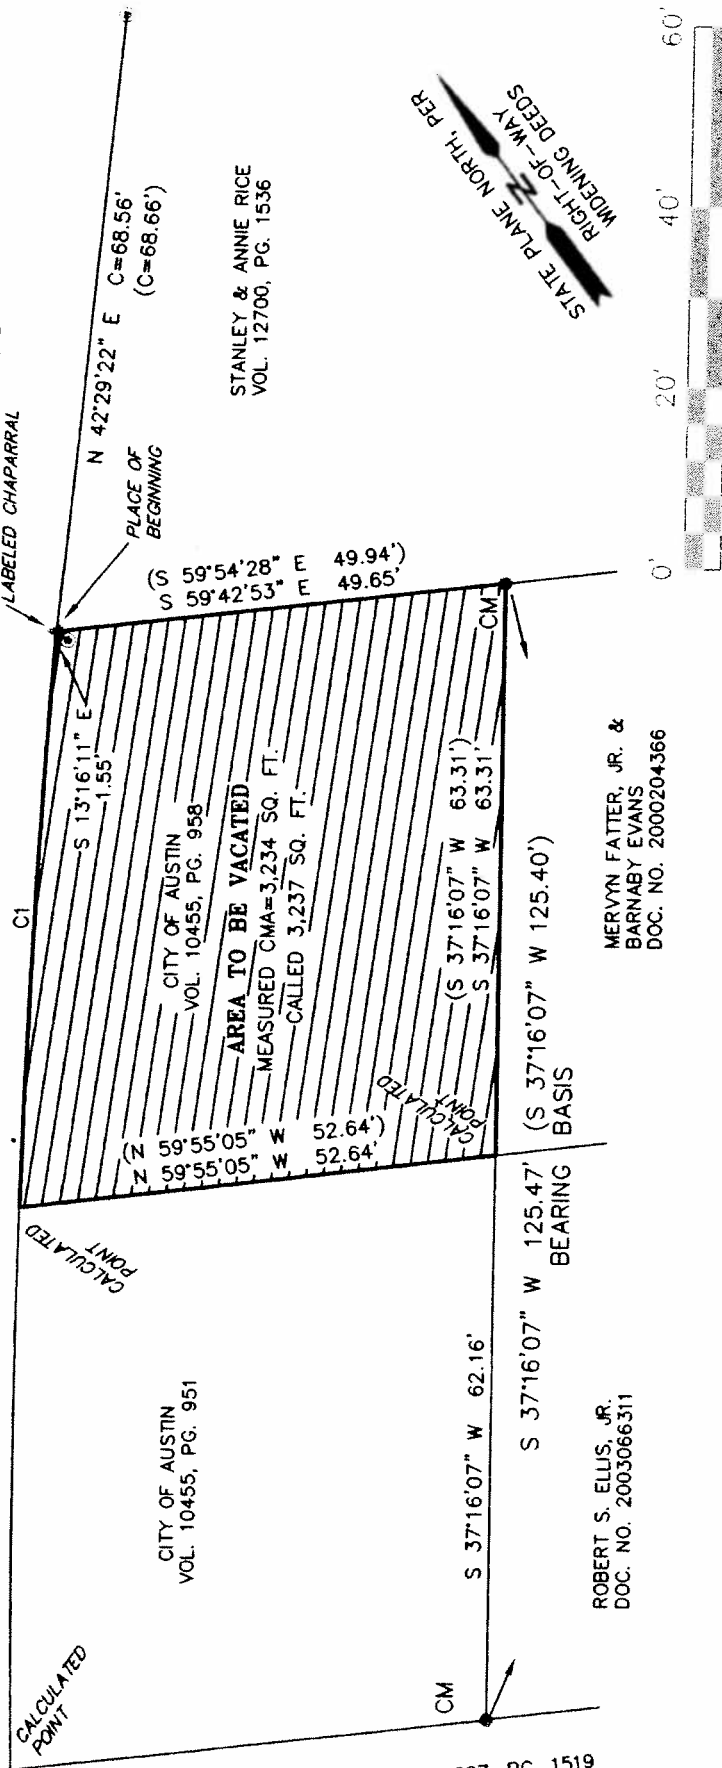 LABELED CHAPARRAL
N 42°29'22" E C=68.56'
(C=68.66')
PLACE OF
BEGINNING
STANLEY & ANNIE RICE
VOL. 12700, PG. 1536
STATE PLANE NORTH, PER
RIGHT-OF-WAY
WIDENING DEEDS
N
0' 20' 40' 60'
(S 59°54'28" E 49.94')
S 59°42'53" E 49.65'
CM
C1
S 13°16'11" E
1.55'
CITY OF AUSTIN
VOL. 10455, PG. 958
AREA TO BE VACATED
MEASURED CMA=3,234 SQ. FT.
CALLED 3,237 SQ. FT.
(S 37°16'07" W 63.31')
S 37°16'07" W 63.31'
CALCULATED
POINT
(N 59°55'05" W 52.64')
N 59°55'05" W 52.64'
CALCULATED
POINT
S 37°16'07" W 125.47' (S 37°16'07" W 125.40')
BEARING BASIS
MERVYN FATTER, JR. &
BARNABY EVANS
DOC. NO. 2000204366
CITY OF AUSTIN
VOL. 10455, PG. 951
S 37°16'07" W 62.16'
ROBERT S. ELLIS, JR.
DOC. NO. 2003066311
CALCULATED
POINT
CM
PG. 1519